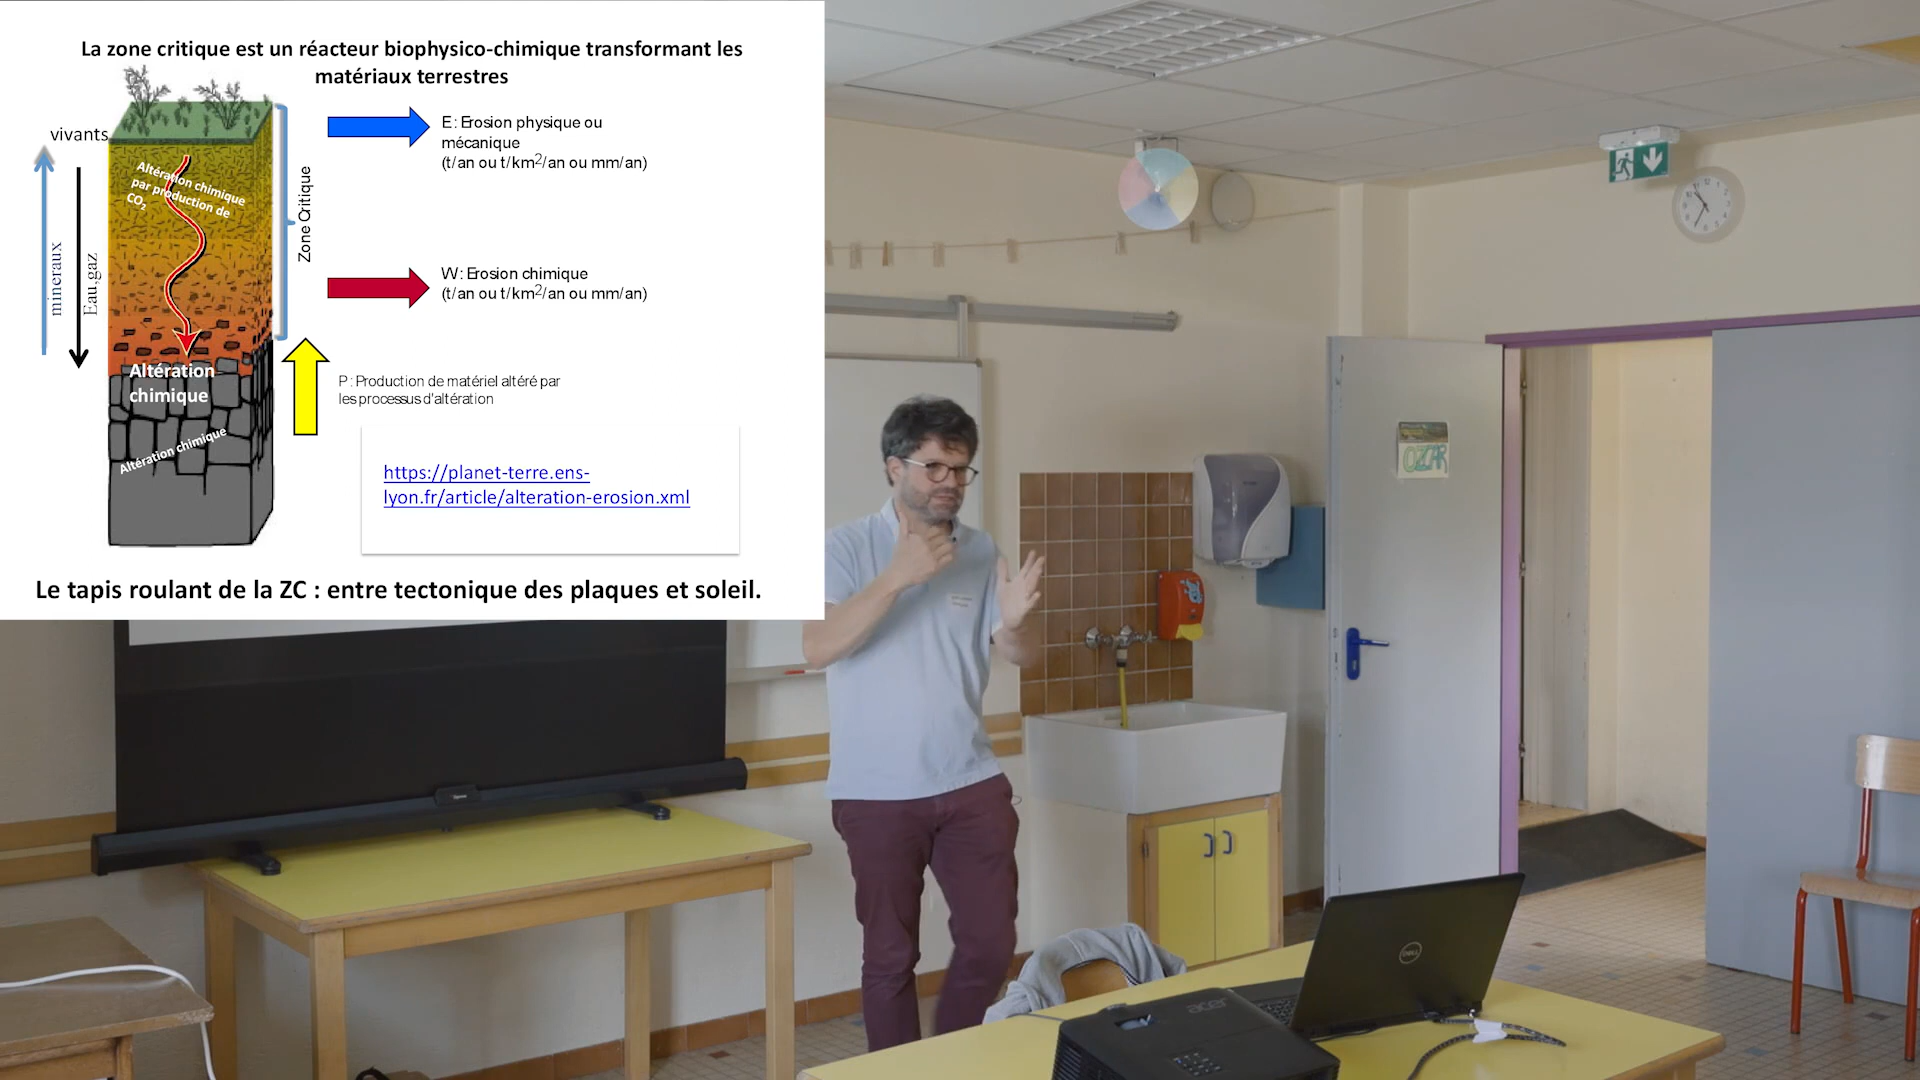 La zone critique est un réacteur biophysico-chimique transformant les
matériaux terrestres
vivants
Altération chimique
par production de
CO2
mineraux
Eau,gaz
Zone Critique
E : Erosion physique ou
mécanique
(t/an ou t/km2/an ou mm/an)
W : Erosion chimique
(t/an ou t/km2/an ou mm/an)
Altération
chimique
Altération chimique
P : Production de matériel altéré par
les processus d'altération
https://planet-terre.ens-
lyon.fr/article/alteration-erosion.xml
Le tapis roulant de la ZC : entre tectonique des plaques et soleil.
OZCAR
DELL
acer